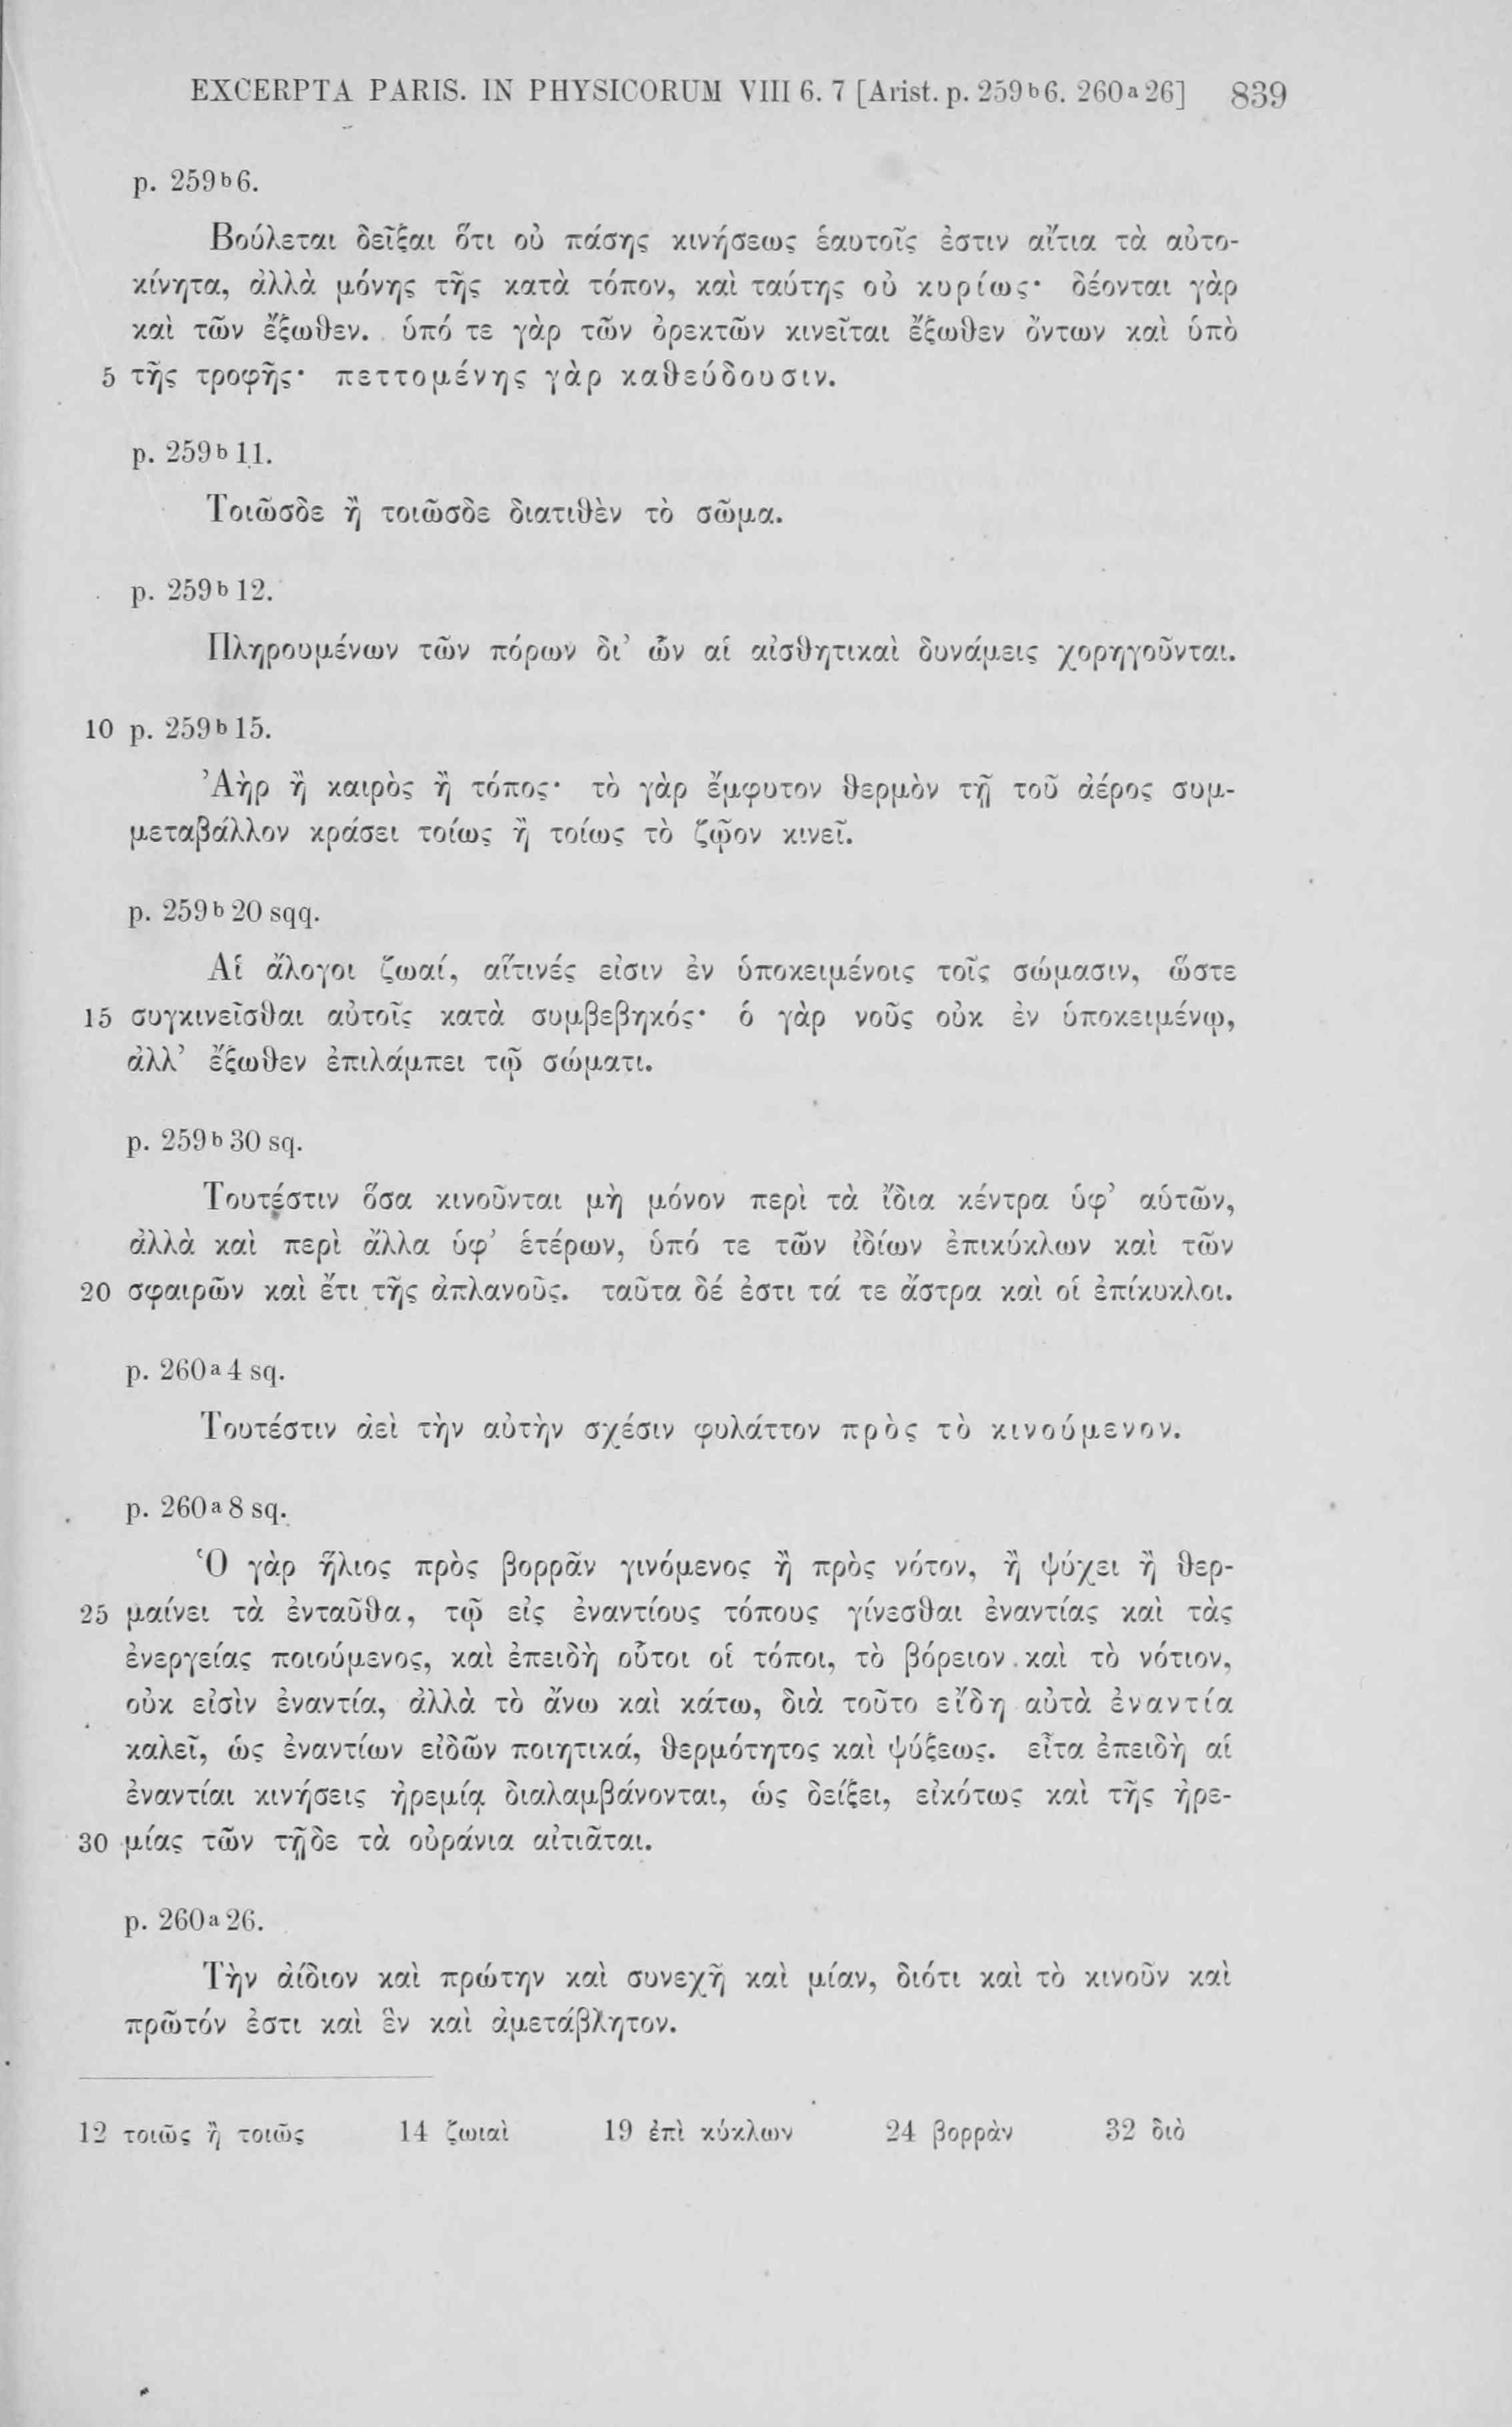 EXCERPTA PARIS. IN PHYSICORUM VIII 6. 7 [Arist. p. 259b6. 260a26] 839
p. 259b6.
Βούλεται δεῖξαι ὅτι οὐ πάσης κινήσεως ἑαυτοῖς ἐστιν αἴτια τὰ αὐτο-
κίνητα, ἀλλὰ μόνης τῆς κατὰ τόπον, καὶ ταύτης οὐ κυρίως· δέονται γὰρ
καὶ τῶν ἔξωθεν. ὑπό τε γὰρ τῶν ὀρεκτῶν κινεῖται ἔξωθεν ὄντων καὶ ὑπὸ
5 τῆς τροφῆς· πεττομένης γὰρ καθεύδουσιν.
p. 259b11.
Τοιῶσδε ἢ τοιῶσδε διατιθὲν τὸ σῶμα.
p. 259b12.
Πληρουμένων τῶν πόρων δι’ ὧν αἱ αἰσθητικαὶ δυνάμεις χορηγοῦνται.
10 p. 259b15.
Ἀὴρ ἢ καιρὸς ἢ τόπος· τὸ γὰρ ἔμφυτον θερμὸν τῇ τοῦ ἀέρος συμ-
μεταβάλλον κράσει τοίως ἢ τοίως τὸ ζῷον κινεῖ.
p. 259b20 sqq.
Αἱ ἄλογοι ζωαί, αἵτινές εἰσιν ἐν ὑποκειμένοις τοῖς σώμασιν, ὥστε
15 συγκινεῖσθαι αὐτοῖς κατὰ συμβεβηκός· ὁ γὰρ νοῦς οὐκ ἐν ὑποκειμένῳ,
ἀλλ’ ἔξωθεν ἐπιλάμπει τῷ σώματι.
p. 259b30 sq.
Τουτέστιν ὅσα κινοῦνται μὴ μόνον περὶ τὰ ἴδια κέντρα ὑφ’ αὑτῶν,
ἀλλὰ καὶ περὶ ἄλλα ὑφ’ ἑτέρων, ὑπό τε τῶν ἰδίων ἐπικύκλων καὶ τῶν
20 σφαιρῶν καὶ ἔτι τῆς ἀπλανοῦς. ταῦτα δέ ἐστι τά τε ἄστρα καὶ οἱ ἐπίκυκλοι.
p. 260a4 sq.
Τουτέστιν ἀεὶ τὴν αὐτὴν σχέσιν φυλάττον πρὸς τὸ κινούμενον.
p. 260a8 sq.
Ὁ γὰρ ἥλιος πρὸς βορρᾶν γινόμενος ἢ πρὸς νότον, ἢ ψύχει ἢ θερ-
25 μαίνει τὰ ἐνταῦθα, τῷ εἰς ἐναντίους τόπους γίνεσθαι ἐναντίας καὶ τὰς
ἐνεργείας ποιούμενος, καὶ ἐπειδὴ οὗτοι οἱ τόποι, τὸ βόρειον καὶ τὸ νότιον,
οὐκ εἰσὶν ἐναντία, ἀλλὰ τὸ ἄνω καὶ κάτω, διὰ τοῦτο εἴδη αὐτὰ ἐναντία
καλεῖ, ὡς ἐναντίων εἰδῶν ποιητικά, θερμότητος καὶ ψύξεως. εἶτα ἐπειδὴ αἱ
ἐναντίαι κινήσεις ἠρεμίᾳ διαλαμβάνονται, ὡς δείξει, εἰκότως καὶ τῆς ἠρε-
30 μίας τῶν τῇδε τὰ οὐράνια αἰτιᾶται.
p. 260a26.
Τὴν ἀίδιον καὶ πρώτην καὶ συνεχῆ καὶ μίαν, διότι καὶ τὸ κινοῦν καὶ
πρῶτόν ἐστι καὶ ἓν καὶ ἀμετάβλητον.
12 τοιῶς ἢ τοιῶς 14 ζωιαὶ 19 ἐπὶ κύκλων 24 βορρὰν 32 διὸ